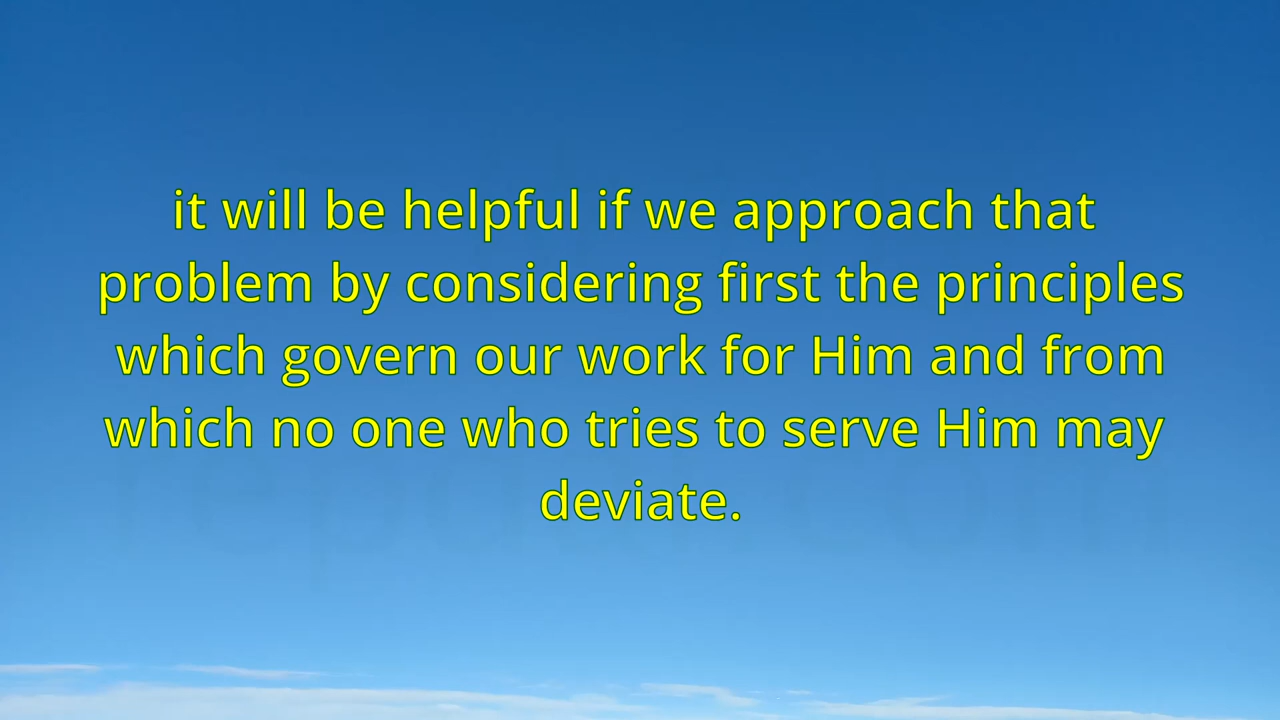 it will be helpful if we approach that
problem by considering first the principles
which govern our work for Him and from
which no one who tries to serve Him may
deviate.